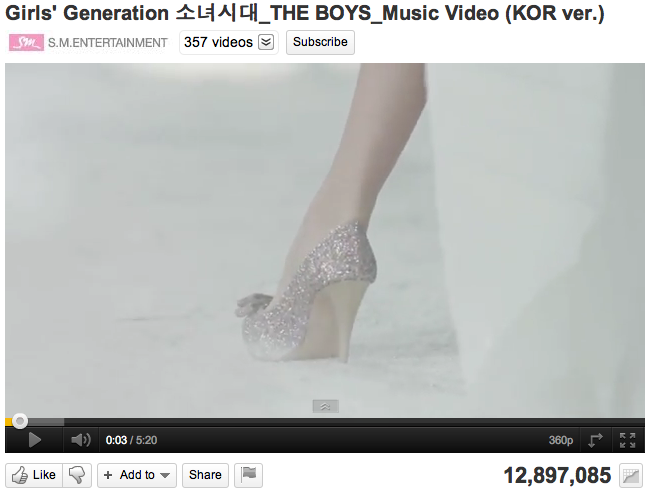 Girls' Generation 소녀시대_THE BOYS_Music Video (KOR ver.)
S.M. S.M.ENTERTAINMENT 357 videos Subscribe
0:03 / 5:20 360p
Like + Add to Share 12,897,085